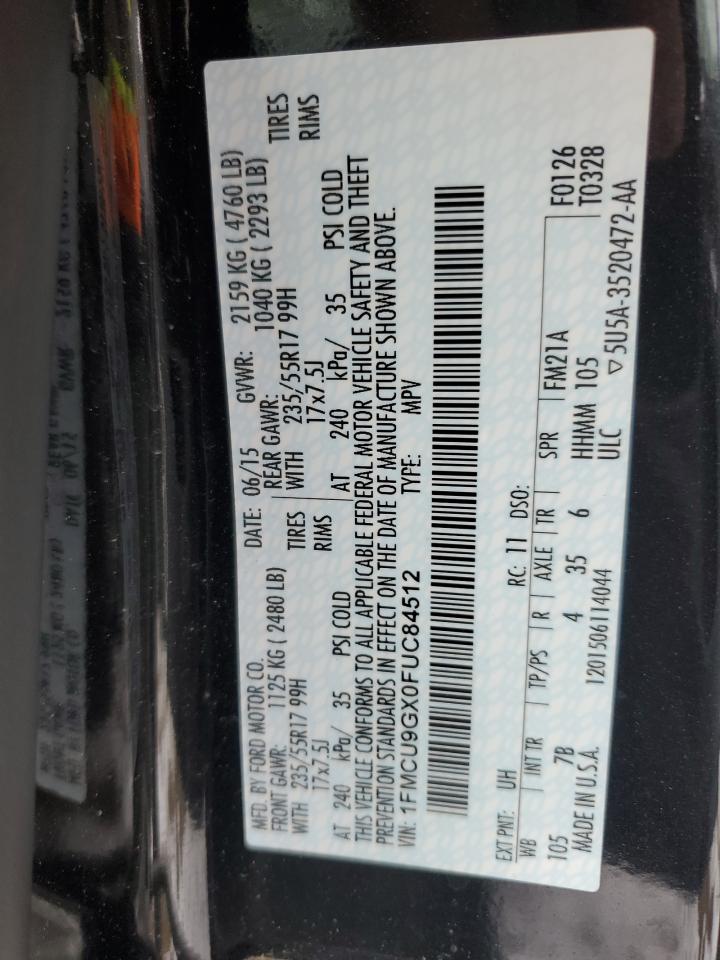 MFD. BY FORD MOTOR CO.
DATE: 06/15 GVWR: 2159 KG ( 4760 LB)
FRONT GAWR: 1125 KG ( 2480 LB) REAR GAWR: 1040 KG ( 2293 LB)
WITH 235/55R17 99H TIRES WITH 235/55R17 99H TIRES
17x7.5J RIMS 17x7.5J RIMS
AT 240 kPa/ 35 PSI COLD AT 240 kPa/ 35 PSI COLD
THIS VEHICLE CONFORMS TO ALL APPLICABLE FEDERAL MOTOR VEHICLE SAFETY AND THEFT
PREVENTION STANDARDS IN EFFECT ON THE DATE OF MANUFACTURE SHOWN ABOVE.
VIN: 1FMCU9GX0FUC84512 TYPE: MPV
EXT PNT: UH RC: 11 DSO: F0126
WB INT TR TP/PS R AXLE TR SPR FM21A T0328
105 7B 4 35 6 HHMM 105
MADE IN U.S.A. 1201506114044 ULC ▽5U5A-3520472-AA